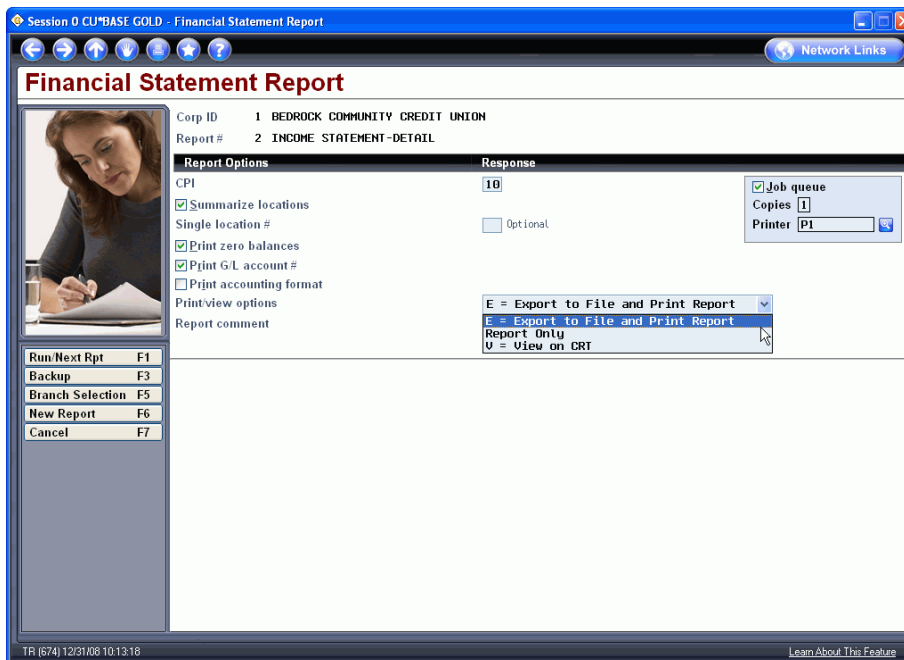 Session 0 CU*BASE GOLD - Financial Statement Report
Network Links
Financial Statement Report
Corp ID 1 BEDROCK COMMUNITY CREDIT UNION
Report # 2 INCOME STATEMENT-DETAIL
Report Options Response
CPI 10
Job queue
Summarize locations
Copies 1
Single location # Optional
Printer P1
Print zero balances
Print G/L account #
Print accounting format
Print/view options E = Export to File and Print Report
Report comment
E = Export to File and Print Report
Report Only
V = View on CRT
Run/Next Rpt F1
Backup F3
Branch Selection F5
New Report F6
Cancel F7
TR (674) 12/31/08 10:13:18
Learn About This Feature